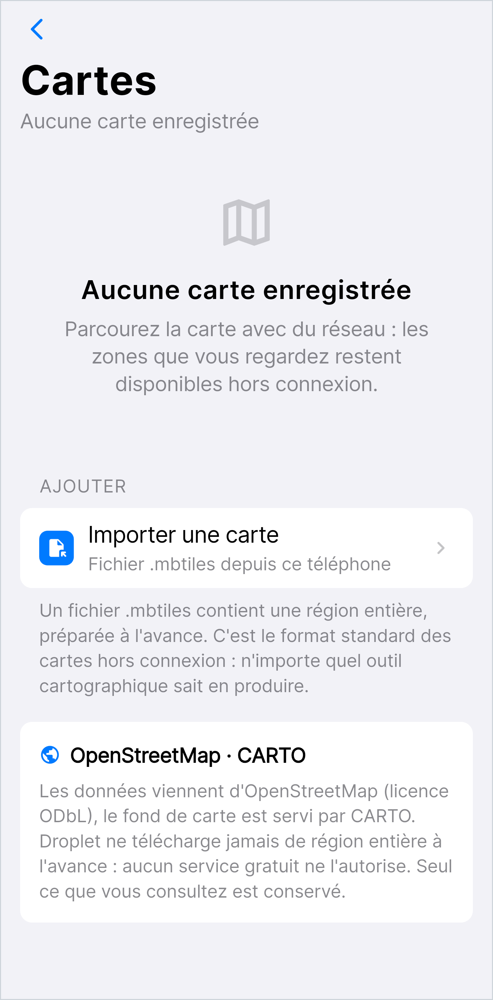 Cartes
Aucune carte enregistrée
Aucune carte enregistrée
Parcourez la carte avec du réseau : les
zones que vous regardez restent
disponibles hors connexion.
AJOUTER
Importer une carte
Fichier .mbtiles depuis ce téléphone
Un fichier .mbtiles contient une région entière,
préparée à l'avance. C'est le format standard des
cartes hors connexion : n'importe quel outil
cartographique sait en produire.
OpenStreetMap · CARTO
Les données viennent d'OpenStreetMap (licence
ODbL), le fond de carte est servi par CARTO.
Droplet ne télécharge jamais de région entière à
l'avance : aucun service gratuit ne l'autorise. Seul
ce que vous consultez est conservé.